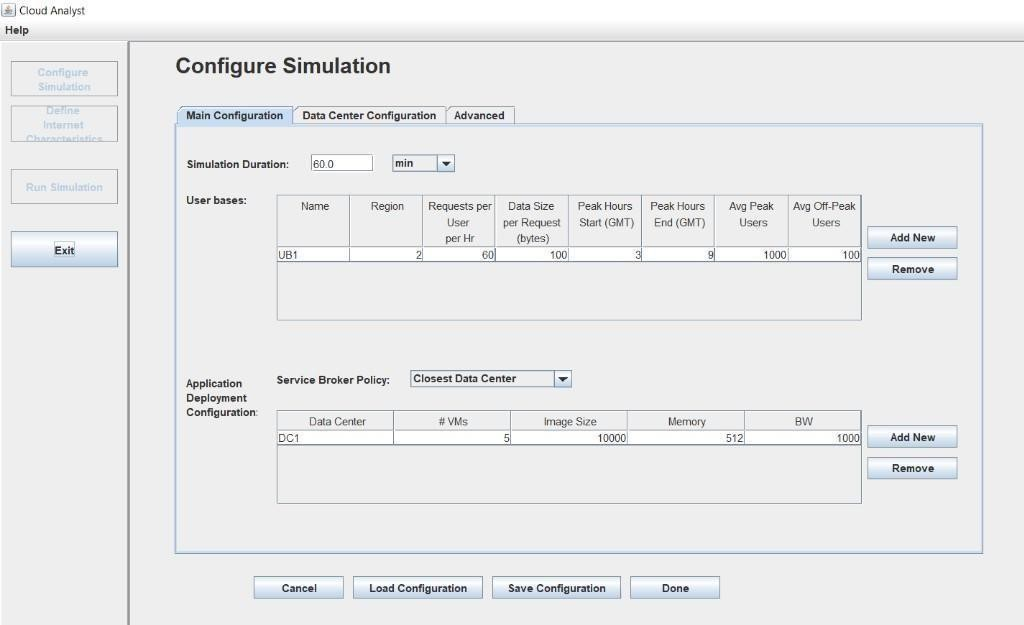 Cloud Analyst
Help
Configure
Simulation
Define
Internet
Characteristics
Run Simulation
Exit
Configure Simulation
Main Configuration Data Center Configuration Advanced
Simulation Duration: 60.0 min
User bases:
Name Region Requests per User per Hr Data Size per Request (bytes) Peak Hours Start (GMT) Peak Hours End (GMT) Avg Peak Users Avg Off-Peak Users
UB1 2 60 100 3 9 1000 100
Add New
Remove
Application
Deployment
Configuration:
Service Broker Policy: Closest Data Center
Data Center # VMs Image Size Memory BW
DC1 5 10000 512 1000
Add New
Remove
Cancel Load Configuration Save Configuration Done